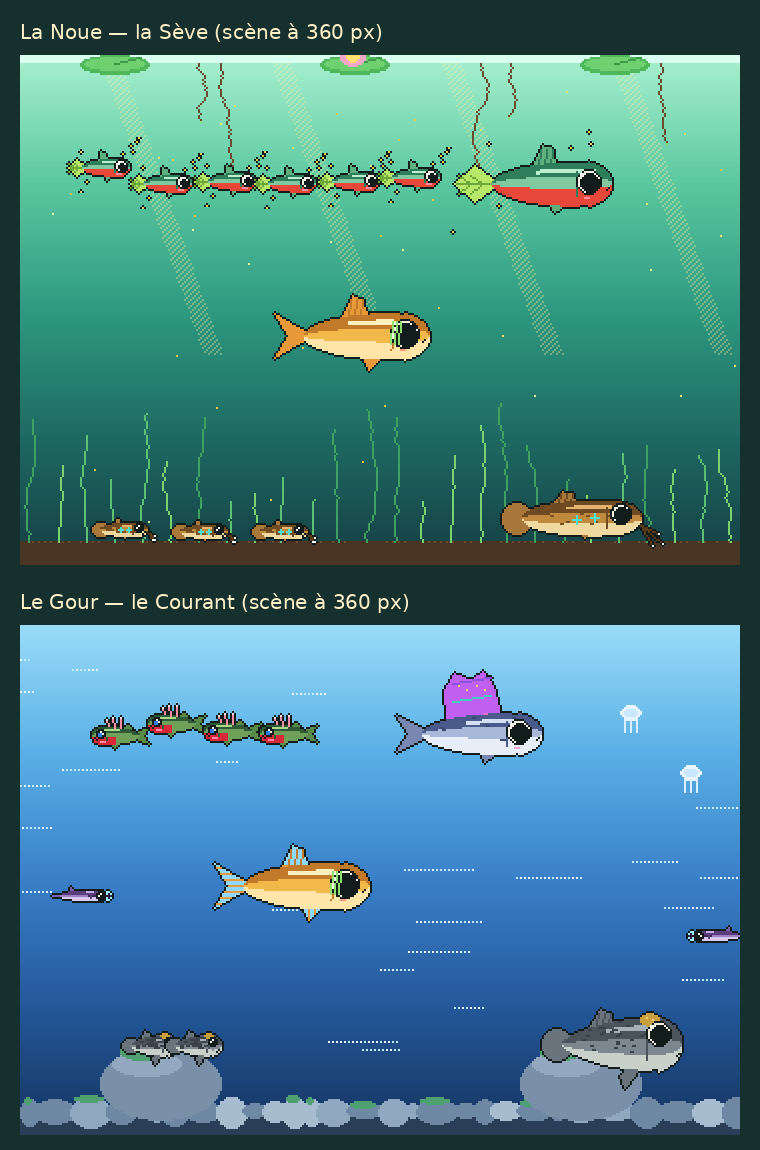 La Noue — la Sève (scène à 360 px)
Le Gour — le Courant (scène à 360 px)